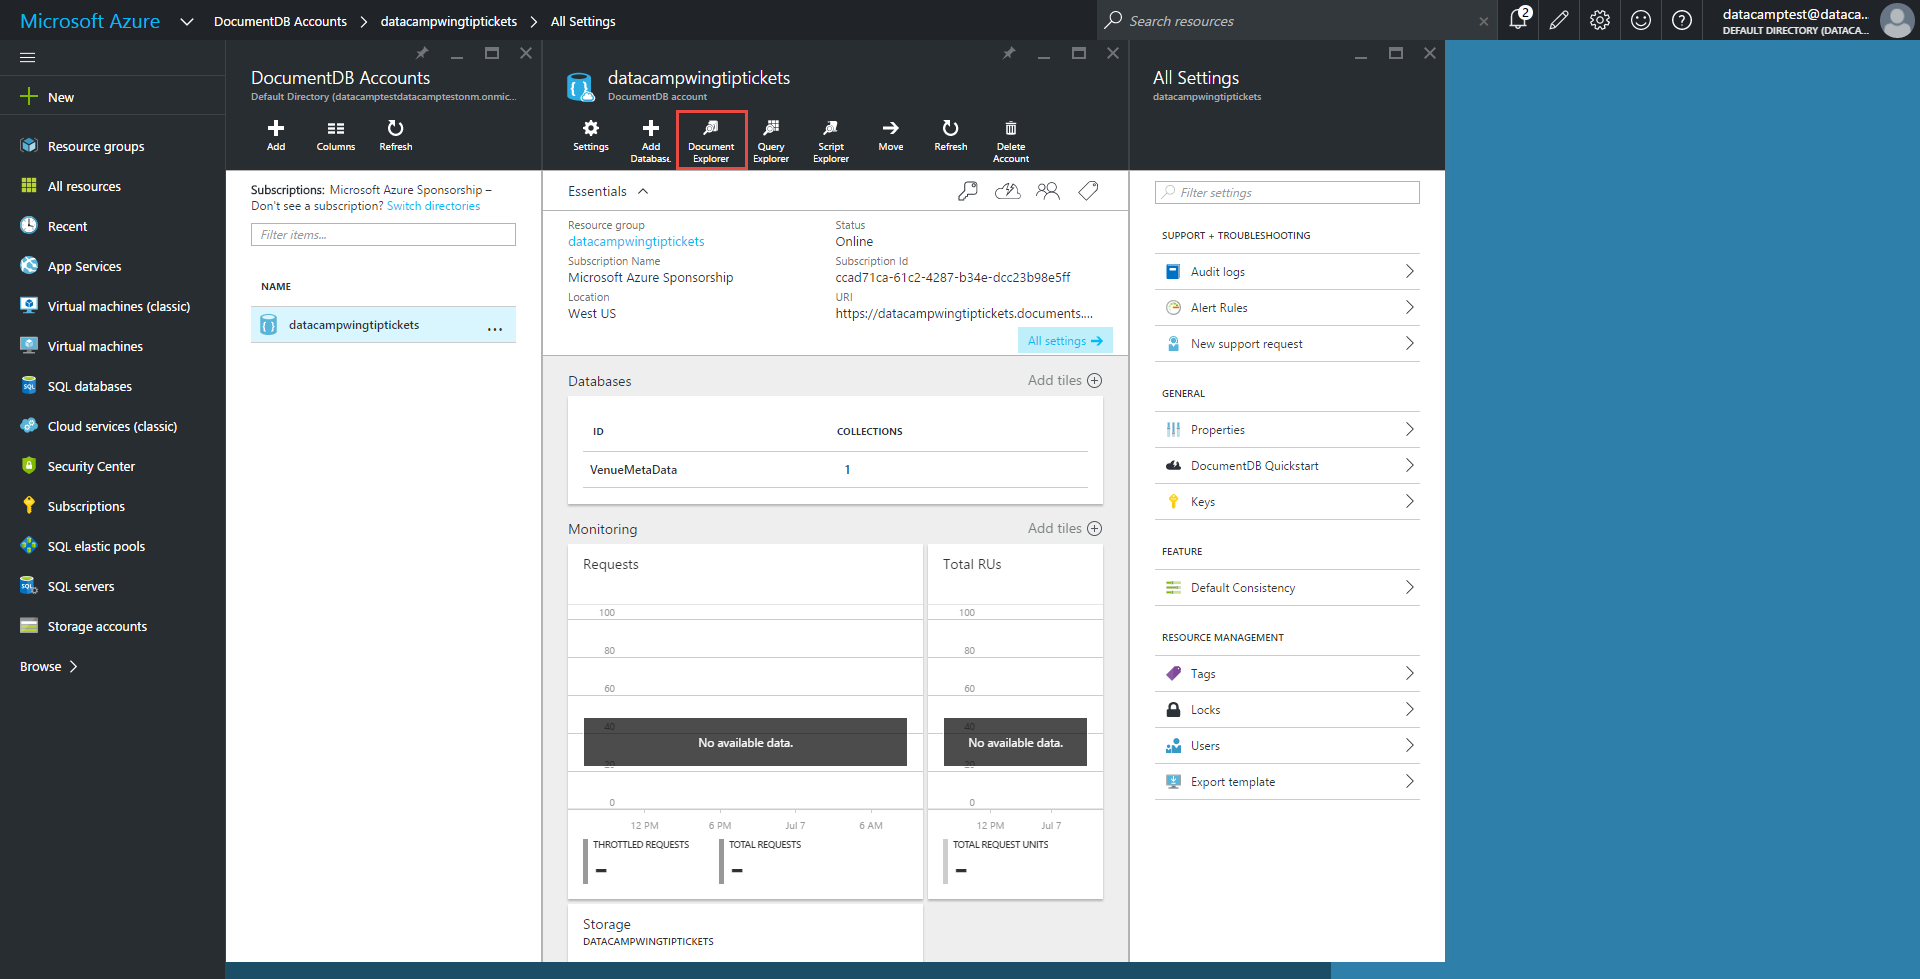 Microsoft Azure
DocumentDB Accounts
datacampwingtiptickets
All Settings
Search resources
2
datacamptest@dataca...
DEFAULT DIRECTORY (DATACA...
New
Resource groups
All resources
Recent
App Services
Virtual machines (classic)
Virtual machines
SQL databases
Cloud services (classic)
Security Center
Subscriptions
SQL elastic pools
SQL servers
Storage accounts
Browse
DocumentDB Accounts
Default Directory (datacamptestdatacamptestonm.onmic...
Add
Columns
Refresh
Subscriptions: Microsoft Azure Sponsorship –
Don't see a subscription? Switch directories
Filter items...
NAME
datacampwingtiptickets
...
datacampwingtiptickets
DocumentDB account
Settings
Add
Database
Document
Explorer
Query
Explorer
Script
Explorer
Move
Refresh
Delete
Account
Essentials
Resource group
datacampwingtiptickets
Subscription Name
Microsoft Azure Sponsorship
Location
West US
Status
Online
Subscription Id
ccad71ca-61c2-4287-b34e-dcc23b98e5ff
URI
https://datacampwingtiptickets.documents....
All settings
Databases
Add tiles
ID
COLLECTIONS
VenueMetaData
1
Monitoring
Add tiles
Requests
100
80
60
40
No available data.
20
0
12 PM
6 PM
Jul 7
6 AM
THROTTLED REQUESTS
–
TOTAL REQUESTS
–
Total RUs
100
80
60
40
No available data.
20
0
12 PM
Jul 7
TOTAL REQUEST UNITS
–
Storage
DATACAMPWINGTIPTICKETS
All Settings
datacampwingtiptickets
Filter settings
SUPPORT + TROUBLESHOOTING
Audit logs
Alert Rules
New support request
GENERAL
Properties
DocumentDB Quickstart
Keys
FEATURE
Default Consistency
RESOURCE MANAGEMENT
Tags
Locks
Users
Export template